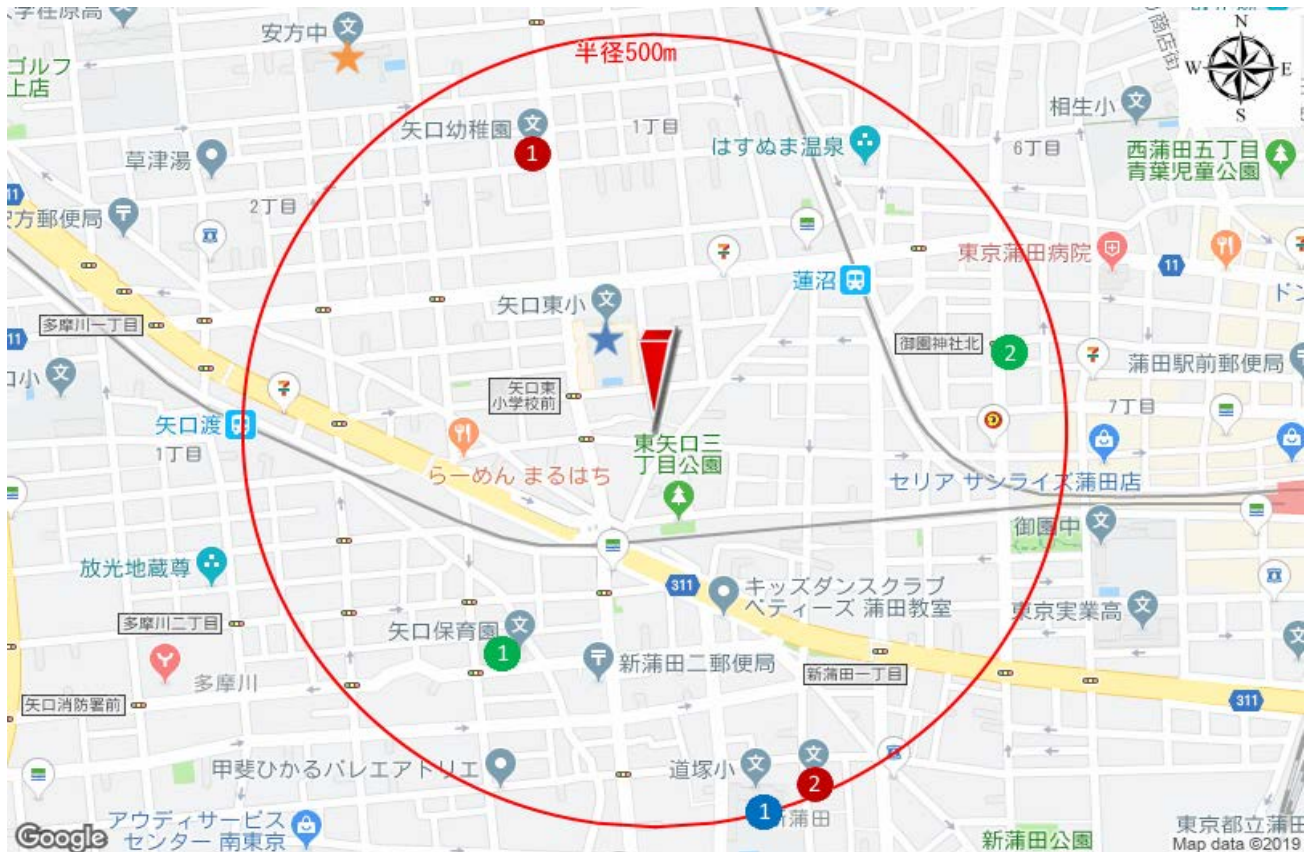 安方中
半径500m
N
W
E
S
ゴルフ
上店
矢口幼稚園
1
1丁目
相生小
草津湯
はすぬま温泉
6丁目
西蒲田五丁目
青葉児童公園
11
2丁目
安方郵便局
東京蒲田病院
11
蓮沼
矢口東小
多摩川一丁目
11
御園神社北
2
蒲田駅前郵便局
矢口東
小学校前
7丁目
矢口渡
1丁目
東矢口三
丁目公園
らーめん まるはち
セリア サンライズ蒲田店
御園中
放光地蔵尊
311
キッズダンスクラブ
ベティーズ 蒲田教室
東京実業高
多摩川二丁目
矢口保育園
1
新蒲田二郵便局
新蒲田一丁目
多摩川
矢口消防署前
311
甲斐ひかるバレエアトリエ
道塚小
2
1
新蒲田
Google
アウディサービス
センター 南東京
新蒲田公園
東京都立蒲田
Map data ©2019